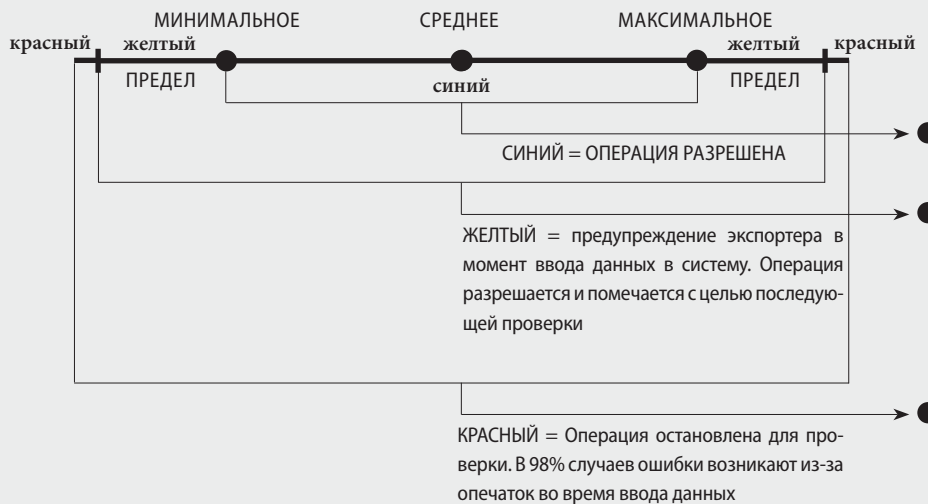 МИНИМАЛЬНОЕ СРЕДНЕЕ МАКСИМАЛЬНОЕ
красный желтый желтый красный
ПРЕДЕЛ синий ПРЕДЕЛ
СИНИЙ = ОПЕРАЦИЯ РАЗРЕШЕНА
ЖЕЛТЫЙ = предупреждение экспортера в
момент ввода данных в систему. Операция
разрешается и помечается с целью последую-
щей проверки
КРАСНЫЙ = Операция остановлена для про-
верки. В 98% случаев ошибки возникают из-за
опечаток во время ввода данных